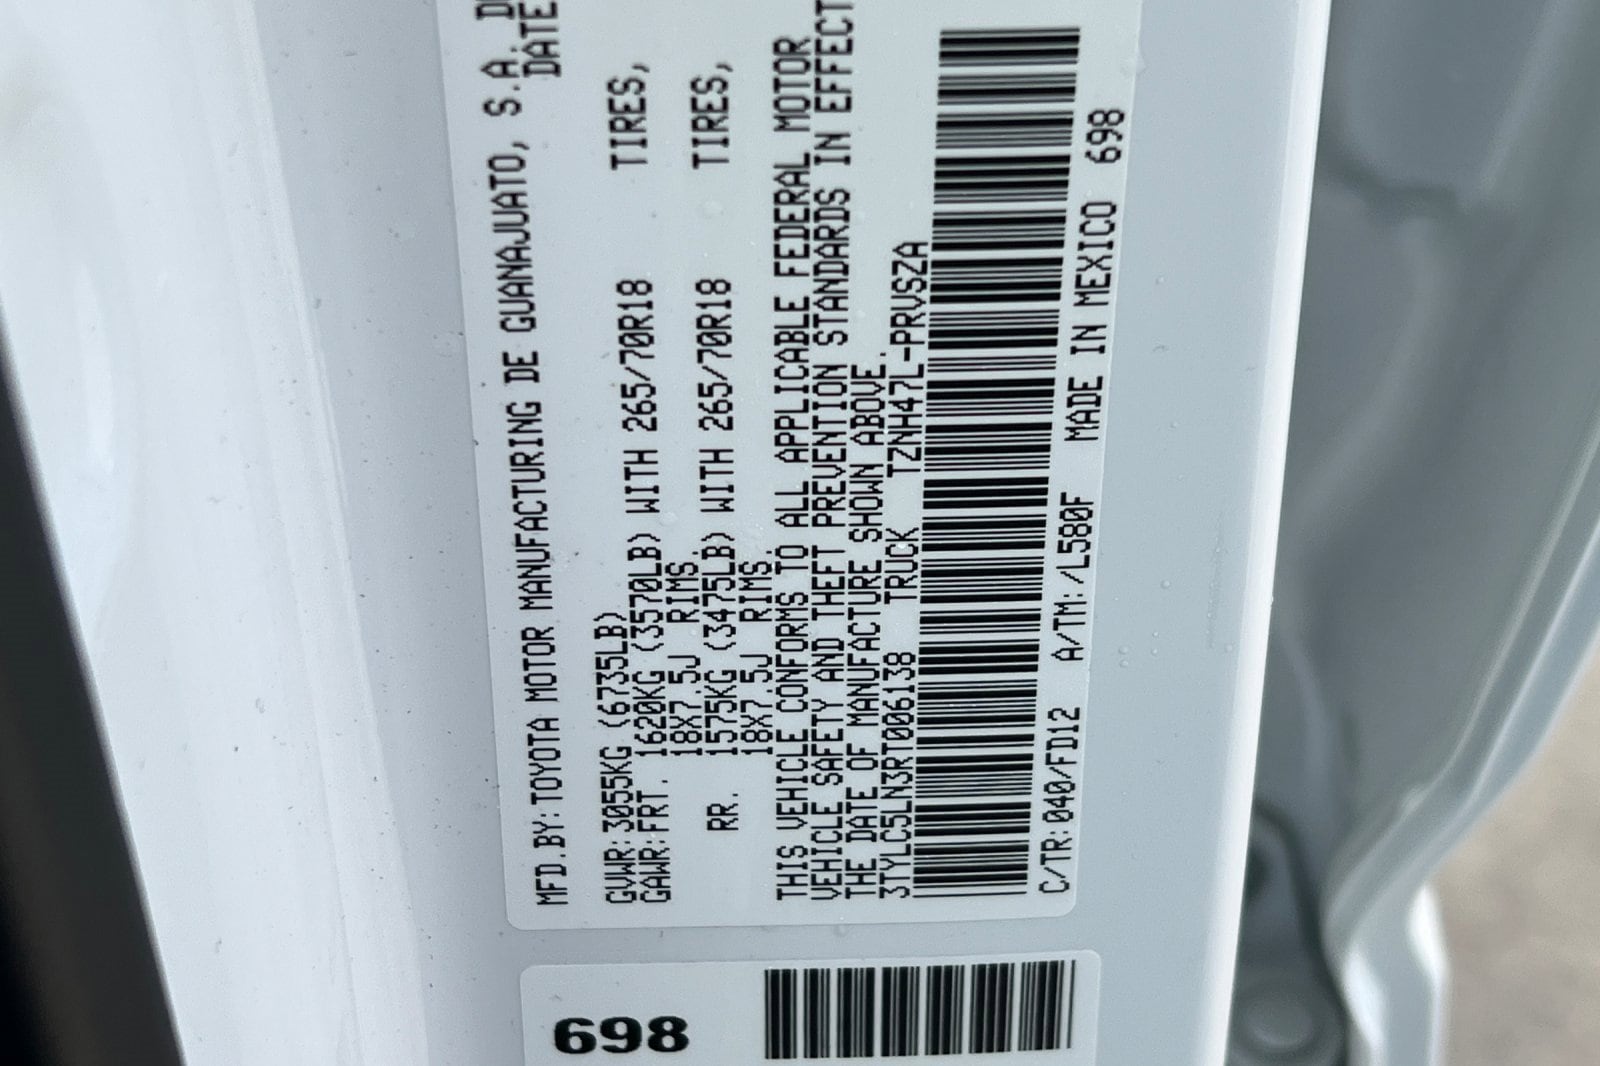 MFD.BY:TOYOTA MOTOR MANUFACTURING DE GUANAJUATO, S.A.
DATE
GVWR:3055KG (6735LB)
GAWR:FRT. 1620KG (3570LB) WITH 265/70R18 TIRES,
18X7.5J RIMS.
RR. 1575KG (3475LB) WITH 265/70R18 TIRES,
18X7.5J RIMS.
THIS VEHICLE CONFORMS TO ALL APPLICABLE FEDERAL MOTOR
VEHICLE SAFETY AND THEFT PREVENTION STANDARDS IN EFFECT
THE DATE OF MANUFACTURE SHOWN ABOVE.
3TYLC5LN3RT006138 TRUCK TZNH47L-PRVSZA
C/TR:040/FD12 A/TM:/L580F MADE IN MEXICO 698
698